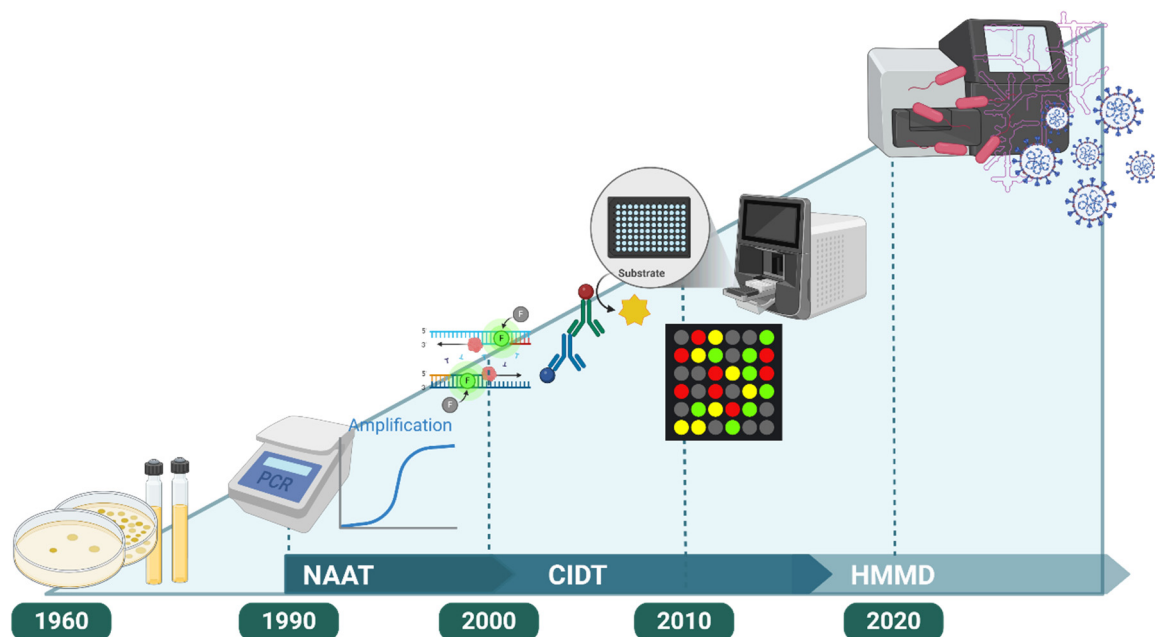 Substrate
F
5'
3'
F
5'
3'
F
F
Amplification
PCR
NAAT CIDT HMMD
1960 1990 2000 2010 2020